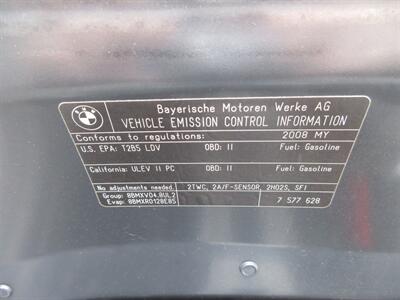 BMW
Bayerische Motoren Werke AG
VEHICLE EMISSION CONTROL INFORMATION
Conforms to regulations: 2008 MY
U.S. EPA: T2B5 LDV OBD: II Fuel: Gasoline
California: ULEV II PC OBD: II Fuel: Gasoline
No adjustments needed. 2TWC, 2A/F-SENSOR, 2HO2S, SFI
Group: 8BMXV04.8UL2
Evap: 8BMXR0128E85 7 577 628